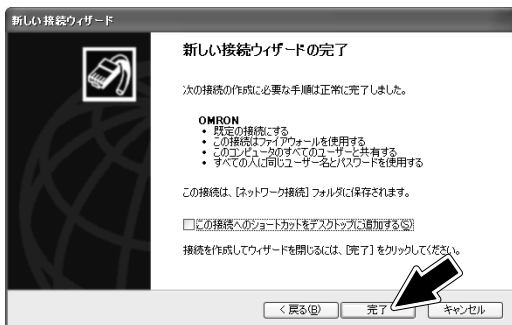 新しい接続ウィザード
新しい接続ウィザードの完了
次の接続の作成に必要な手順は正常に完了しました。
OMRON
• 既定の接続にする
• この接続はファイアウォールを使用する
• このコンピュータのすべてのユーザーと共有する
• すべての人に同じユーザー名とパスワードを使用する
この接続は、[ネットワーク接続] フォルダに保存されます。
この接続へのショートカットをデスクトップに追加する(S)
接続を作成してウィザードを閉じるには、[完了] をクリックしてください。
< 戻る(B)
完了
キャンセル